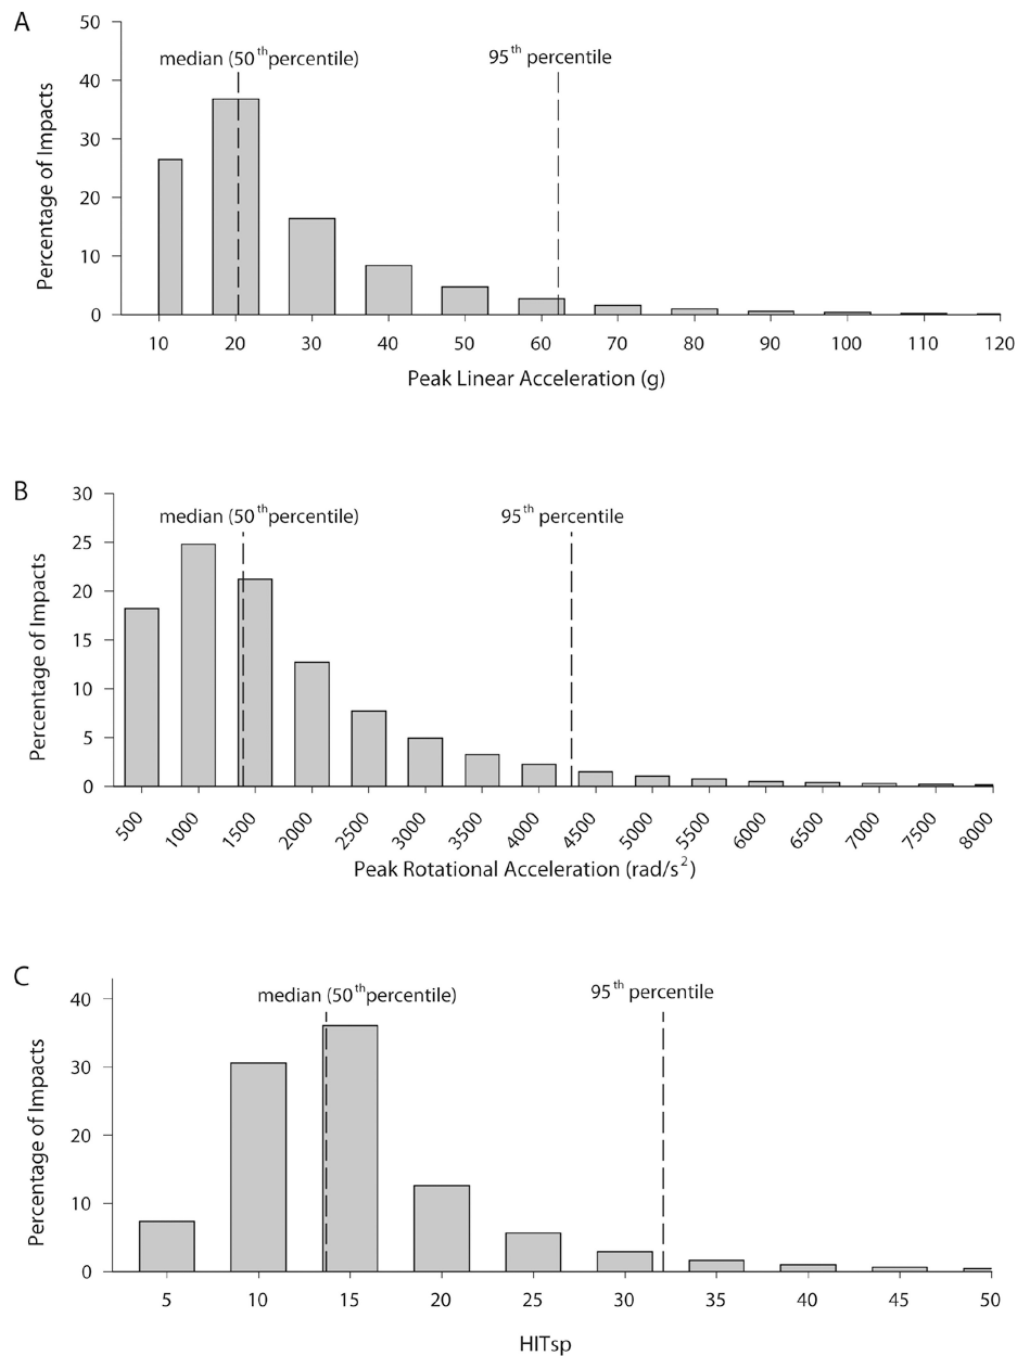 A
50
median (50th percentile)
95th percentile
40
30
20
10
0
Percentage of Impacts
10 20 30 40 50 60 70 80 90 100 110 120
Peak Linear Acceleration (g)
B
30
median (50th percentile)
95th percentile
25
20
15
10
5
0
Percentage of Impacts
500 1000 1500 2000 2500 3000 3500 4000 4500 5000 5500 6000 6500 7000 7500 8000
Peak Rotational Acceleration (rad/s2)
C
median (50th percentile)
95th percentile
40
30
20
10
0
Percentage of Impacts
5 10 15 20 25 30 35 40 45 50
HITsp